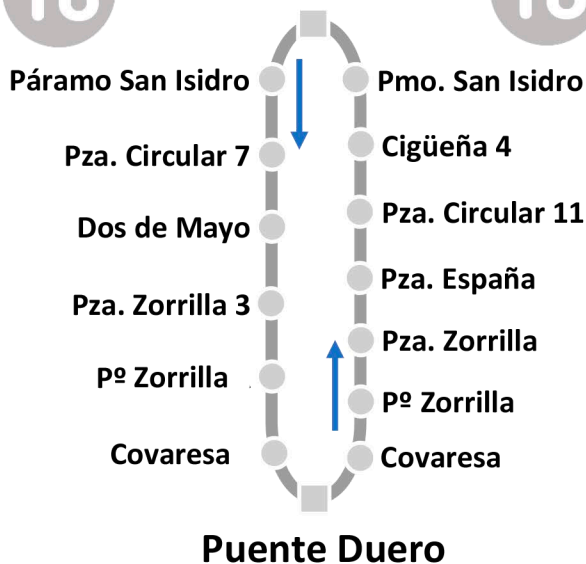 Páramo San Isidro
Pza. Circular 7
Dos de Mayo
Pza. Zorrilla 3
Pº Zorrilla
Covaresa
Pmo. San Isidro
Cigüeña 4
Pza. Circular 11
Pza. España
Pza. Zorrilla
Pº Zorrilla
Covaresa
Puente Duero